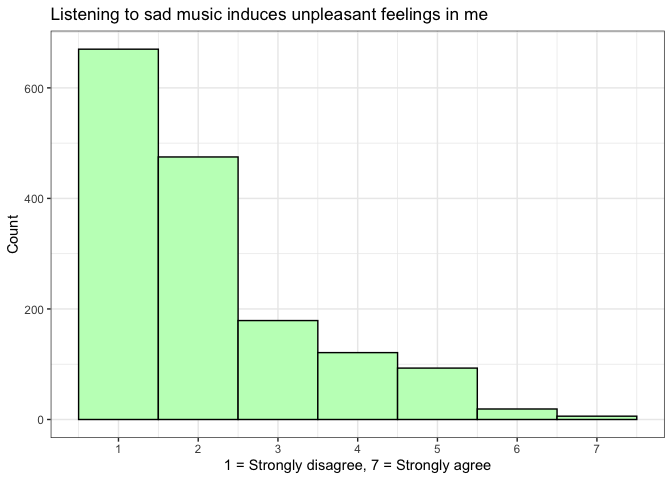 Listening to sad music induces unpleasant feelings in me
Count
600
400
200
0
1 2 3 4 5 6 7
1 = Strongly disagree, 7 = Strongly agree